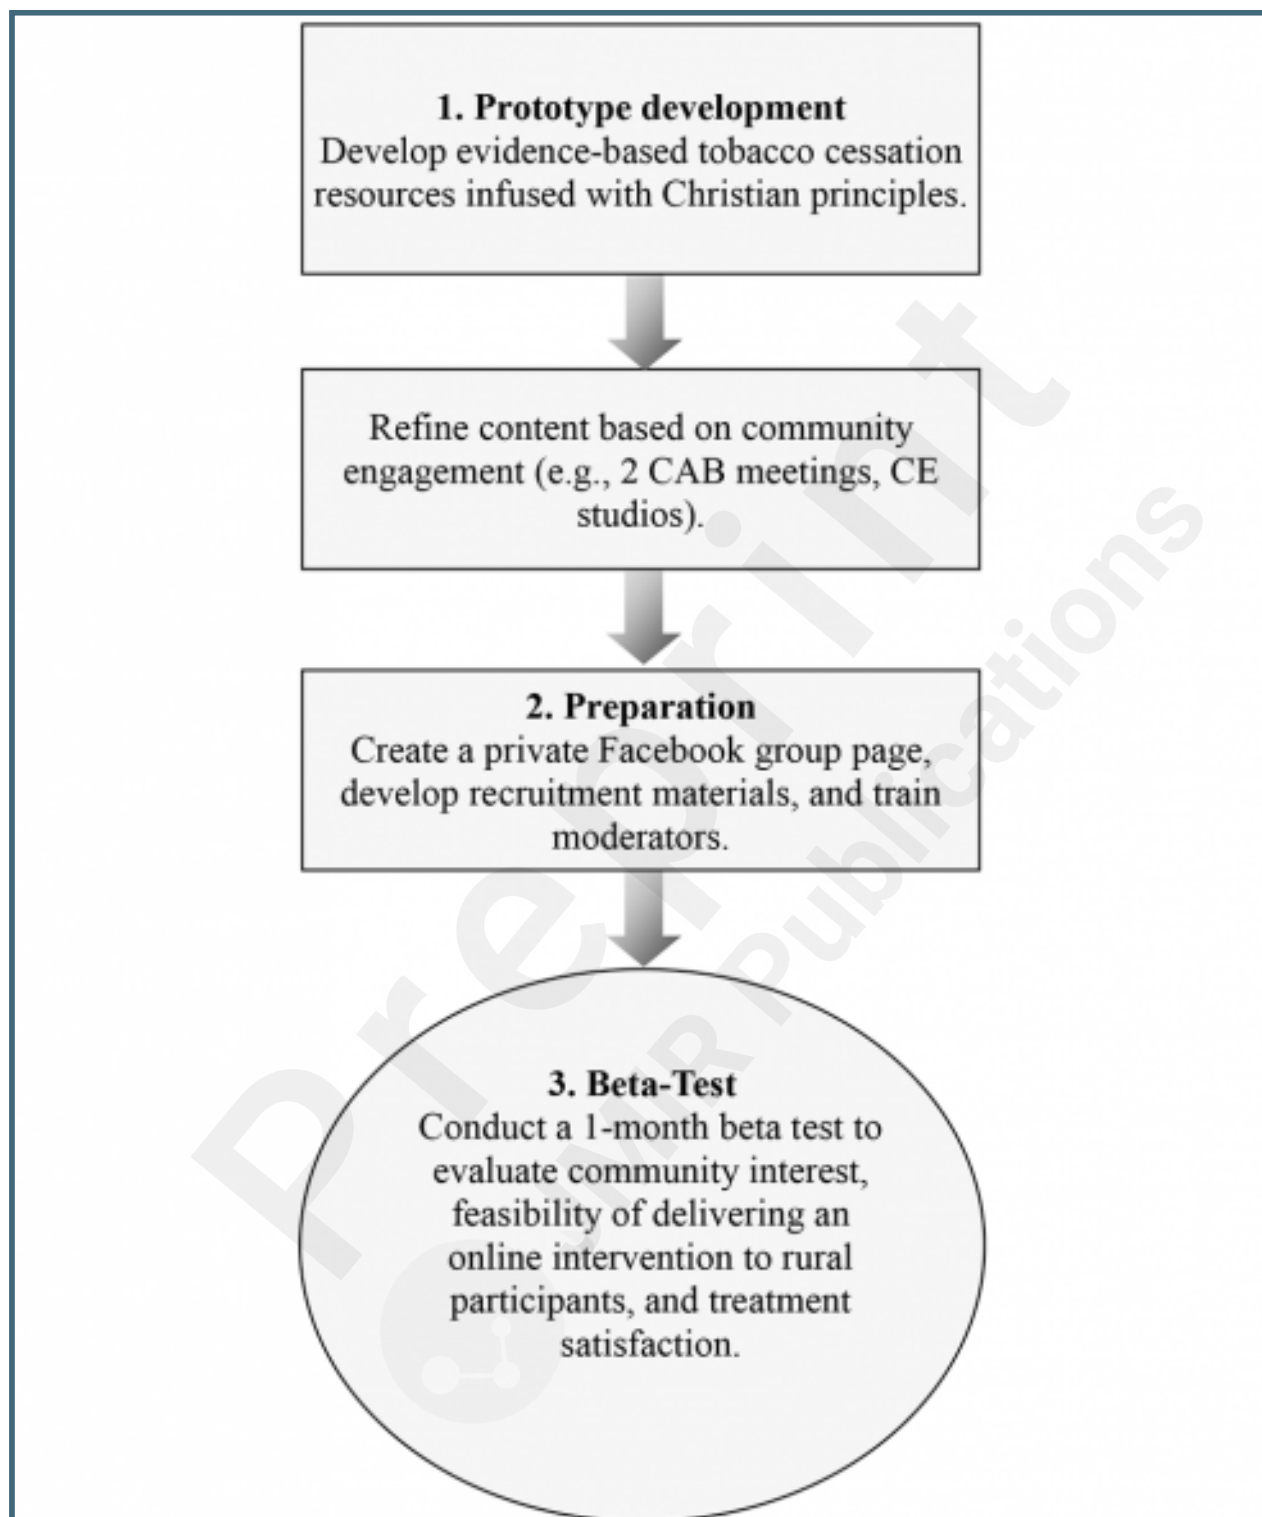 1. Prototype development
Develop evidence-based tobacco cessation
resources infused with Christian principles.
Refine content based on community
engagement (e.g., 2 CAB meetings, CE
studios).
2. Preparation
Create a private Facebook group page,
develop recruitment materials, and train
moderators.
3. Beta-Test
Conduct a 1-month beta test to
evaluate community interest,
feasibility of delivering an
online intervention to rural
participants, and treatment
satisfaction.
Preprint
JMIR Publications